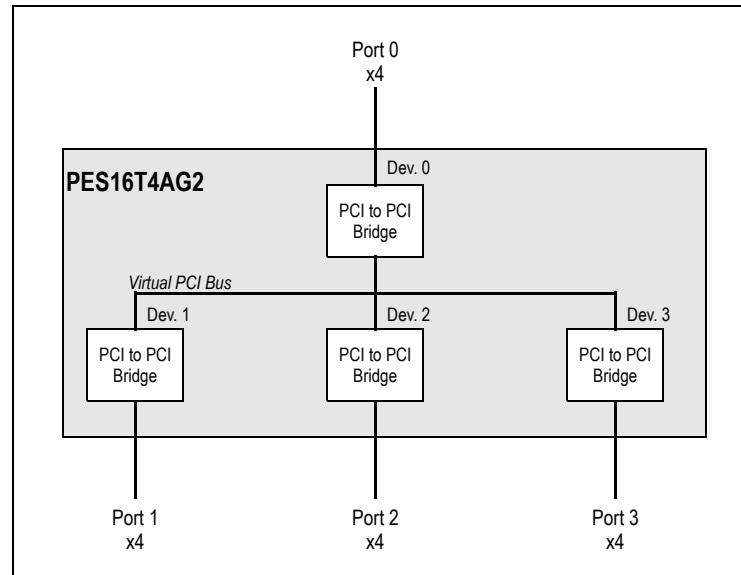 Port 0
x4
PES16T4AG2
Dev. 0
PCI to PCI
Bridge
Virtual PCI Bus
Dev. 1
Dev. 2
Dev. 3
PCI to PCI
Bridge
PCI to PCI
Bridge
PCI to PCI
Bridge
Port 1
x4
Port 2
x4
Port 3
x4